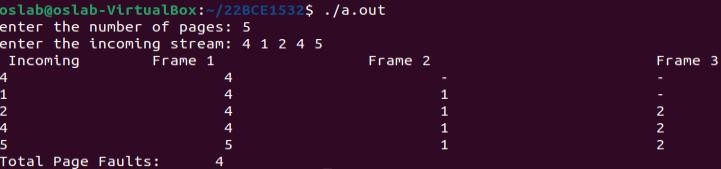 oslab@oslab-VirtualBox:~/22BCE1532$ ./a.out
enter the number of pages: 5
enter the incoming stream: 4 1 2 4 5
Incoming Frame 1 Frame 2 Frame 3
4 4 - -
1 4 1 -
2 4 1 2
4 4 1 2
5 5 1 2
Total Page Faults: 4